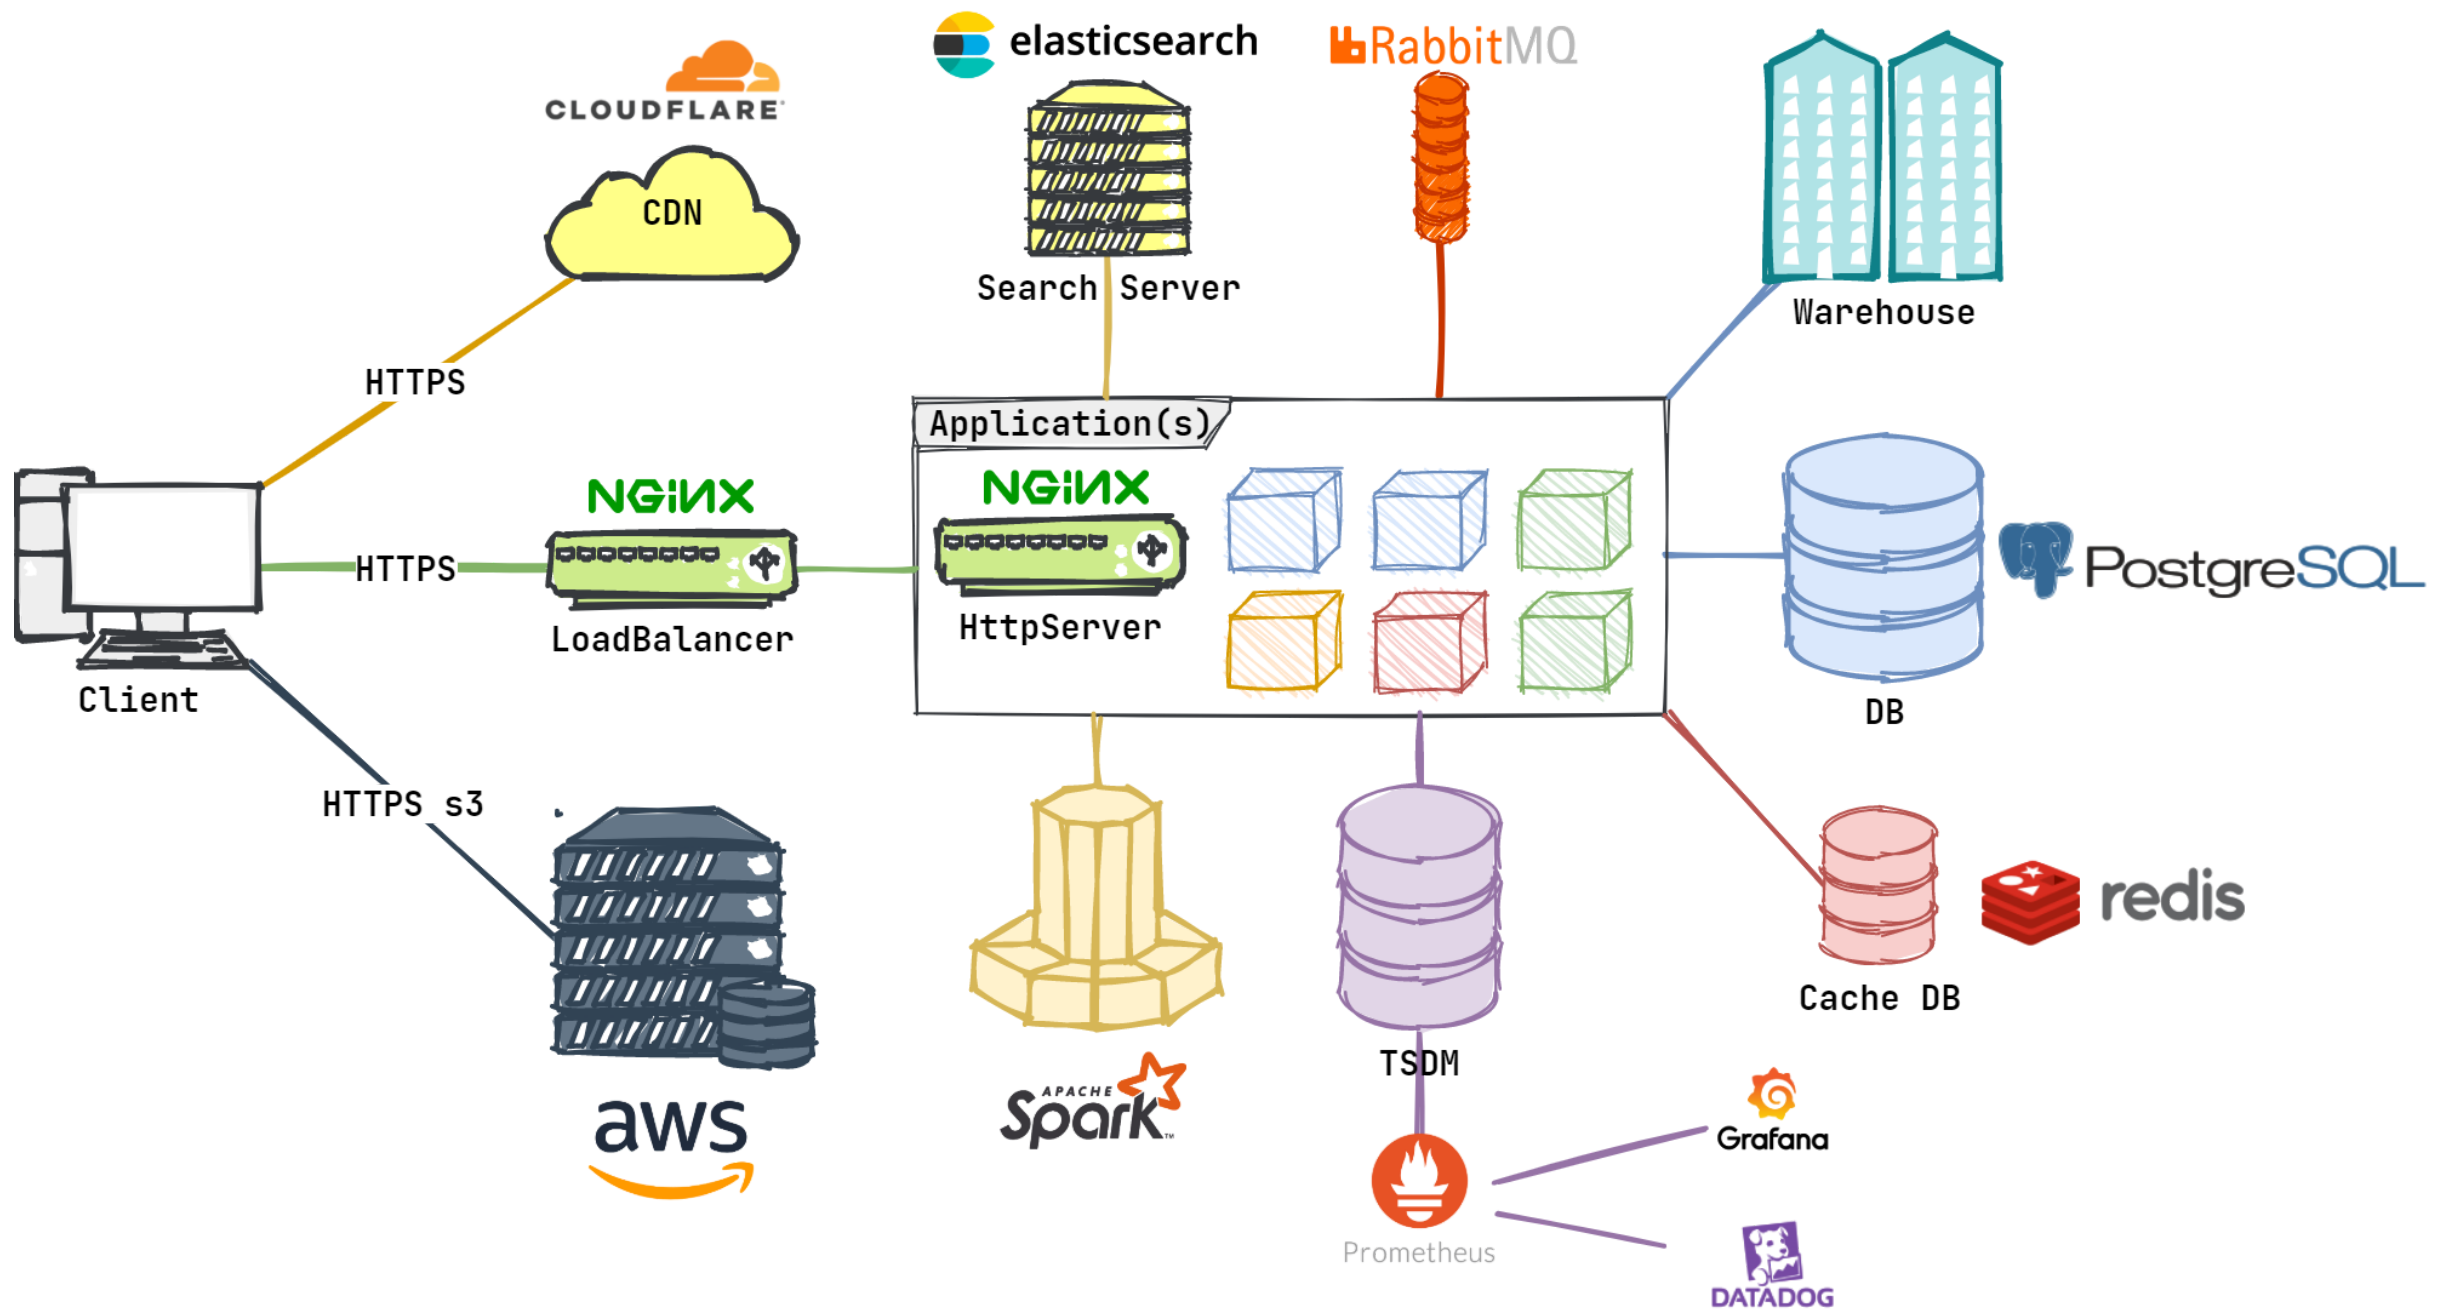 elasticsearch
RabbitMQ
CLOUDFLARE
CDN
Search Server
Warehouse
HTTPS
Application(s)
NGINX
NGINX
HTTPS
PostgreSQL
LoadBalancer
HttpServer
Client
DB
HTTPS s3
redis
Cache DB
TSDM
APACHE
Spark™
aws
Grafana
Prometheus
DATADOG